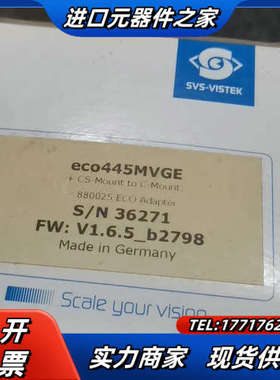 进口元器件之家
SVS-VISTEK
eco445MVGE
+ CS-Mount to C-Mount
880025 ECO Adapter
S/N 36271
FW: V1.6.5_b2798
Made in Germany
Scale your vision
开票
TEL:17717762
实力商家 现货供